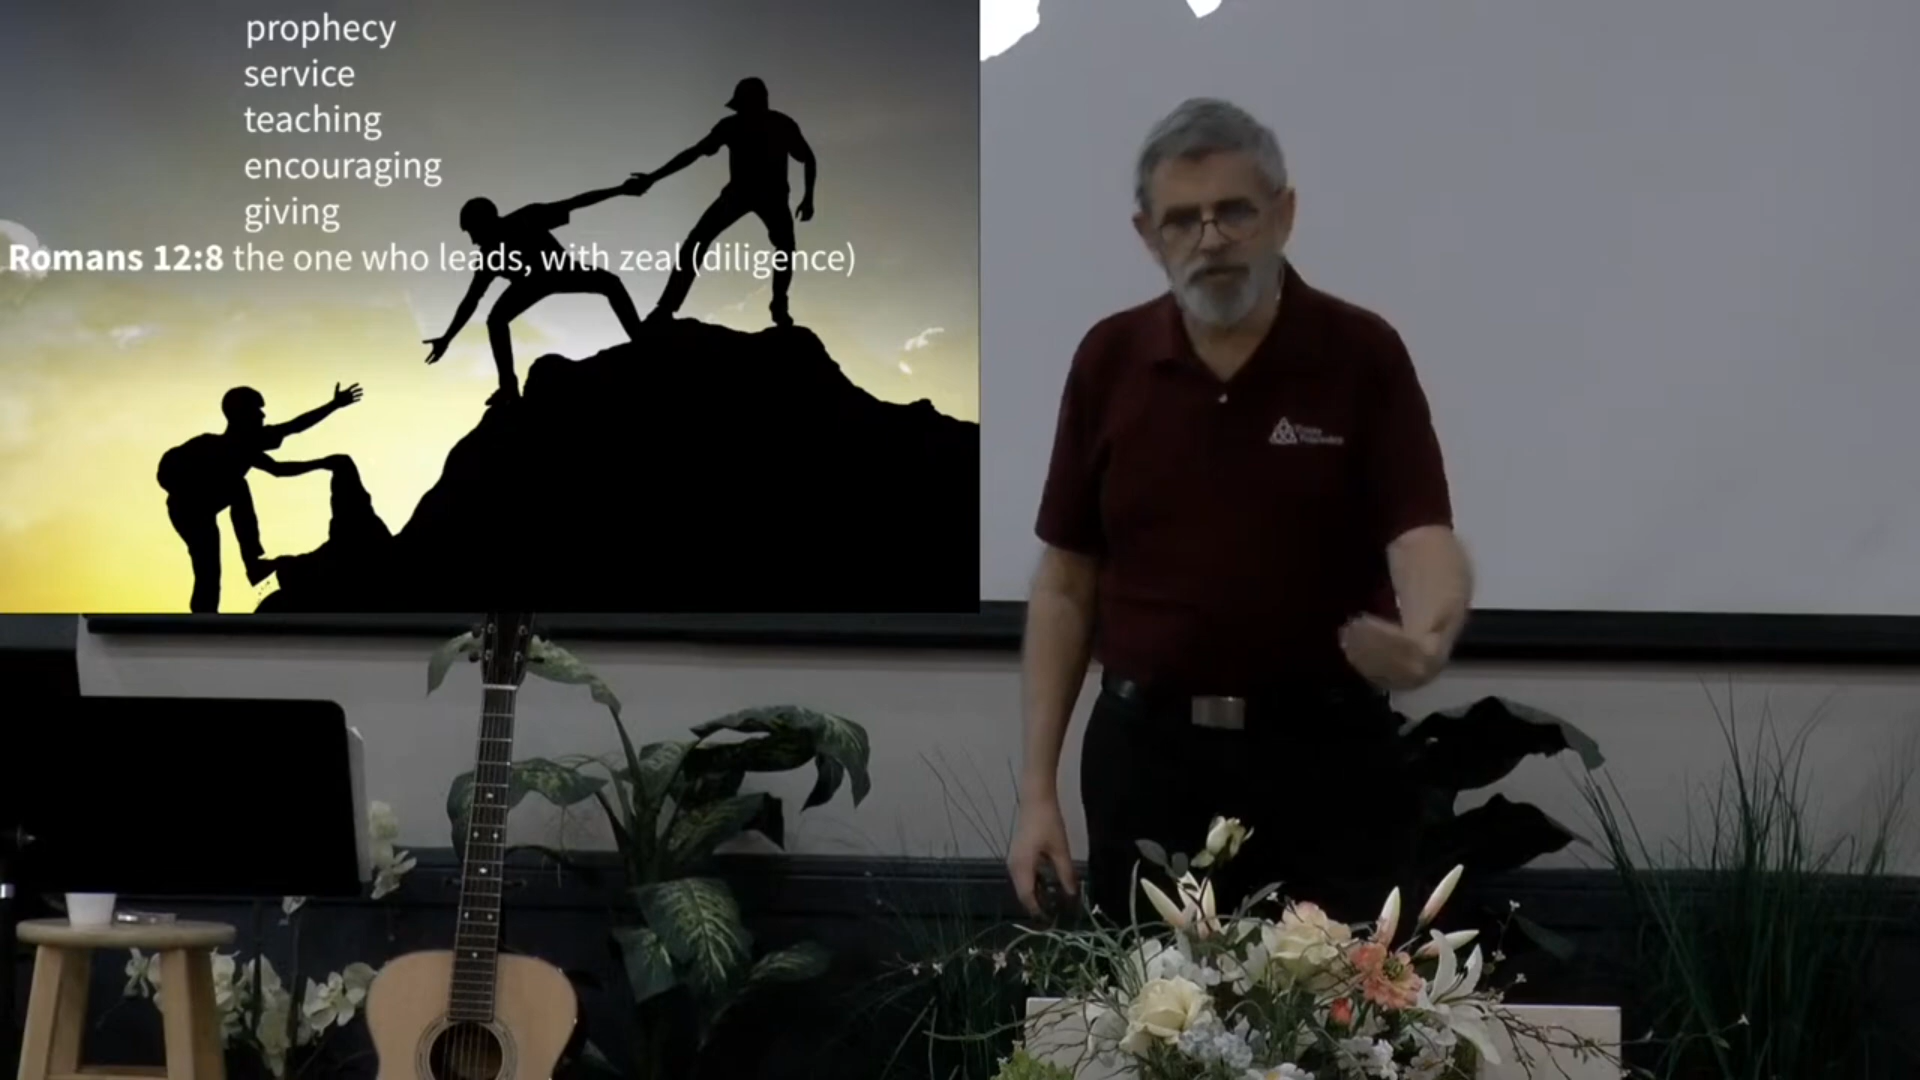 prophecy
service
teaching
encouraging
giving
Romans 12:8 the one who leads, with zeal (diligence)